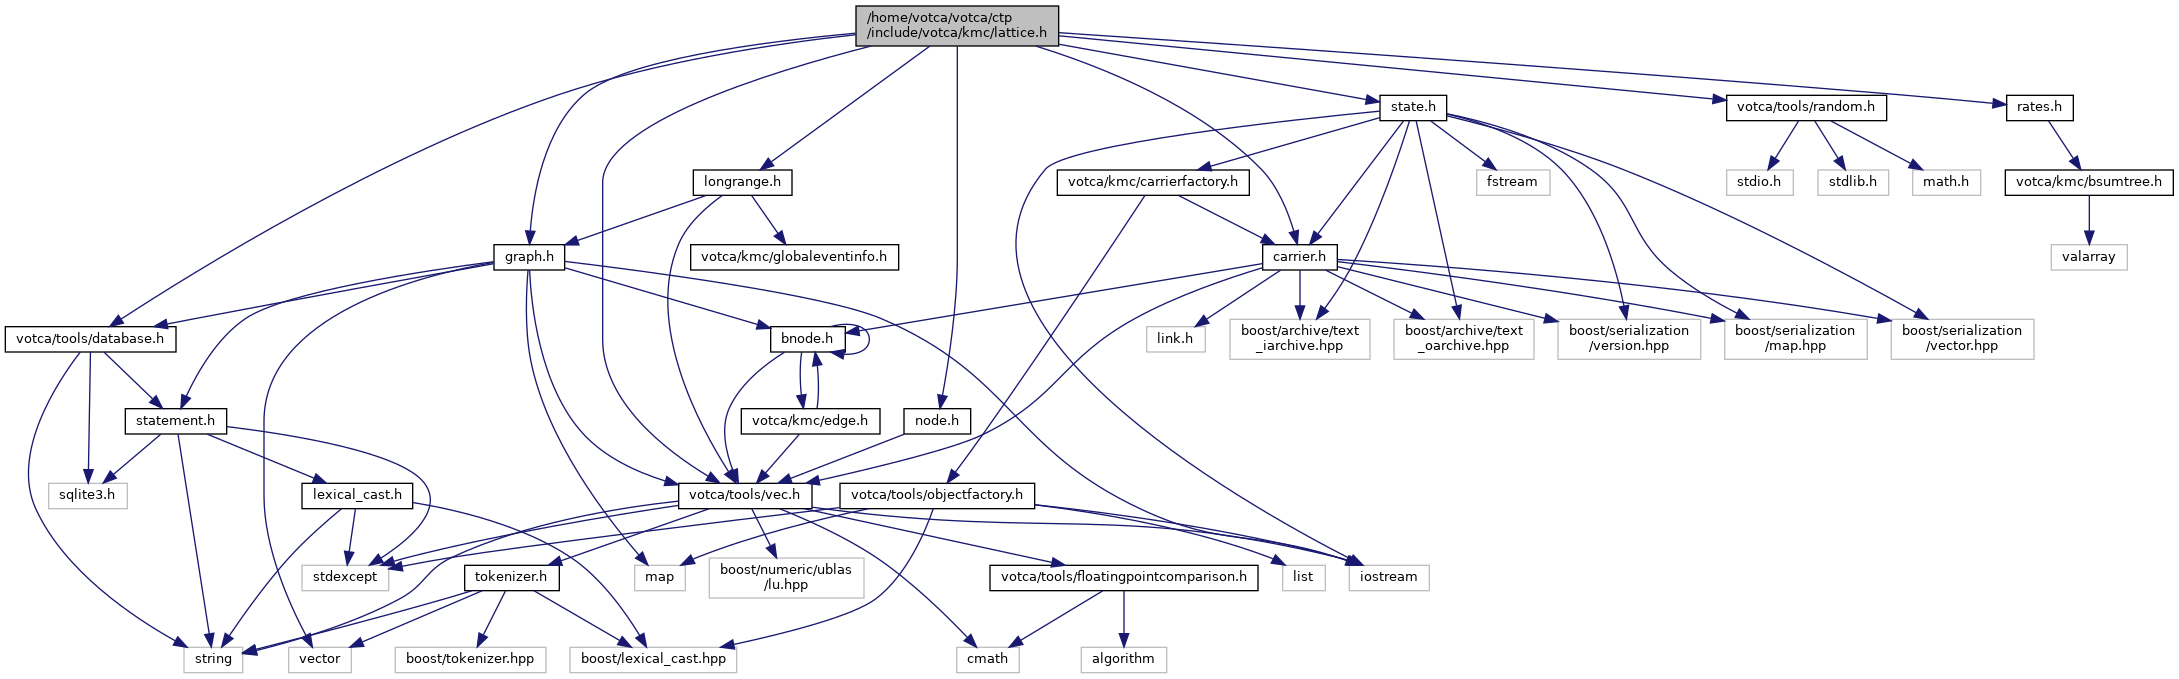 /home/votca/votca/ctp
/include/votca/kmc/lattice.h
state.h
votca/tools/random.h
rates.h
longrange.h
votca/kmc/carrierfactory.h
fstream
stdio.h
stdlib.h
math.h
votca/kmc/bsumtree.h
graph.h
votca/kmc/globaleventinfo.h
carrier.h
valarray
votca/tools/database.h
bnode.h
link.h
boost/archive/text
_iarchive.hpp
boost/archive/text
_oarchive.hpp
boost/serialization
/version.hpp
boost/serialization
/map.hpp
boost/serialization
/vector.hpp
statement.h
votca/kmc/edge.h
node.h
sqlite3.h
lexical_cast.h
votca/tools/vec.h
votca/tools/objectfactory.h
stdexcept
tokenizer.h
map
boost/numeric/ublas
/lu.hpp
votca/tools/floatingpointcomparison.h
list
iostream
string
vector
boost/tokenizer.hpp
boost/lexical_cast.hpp
cmath
algorithm